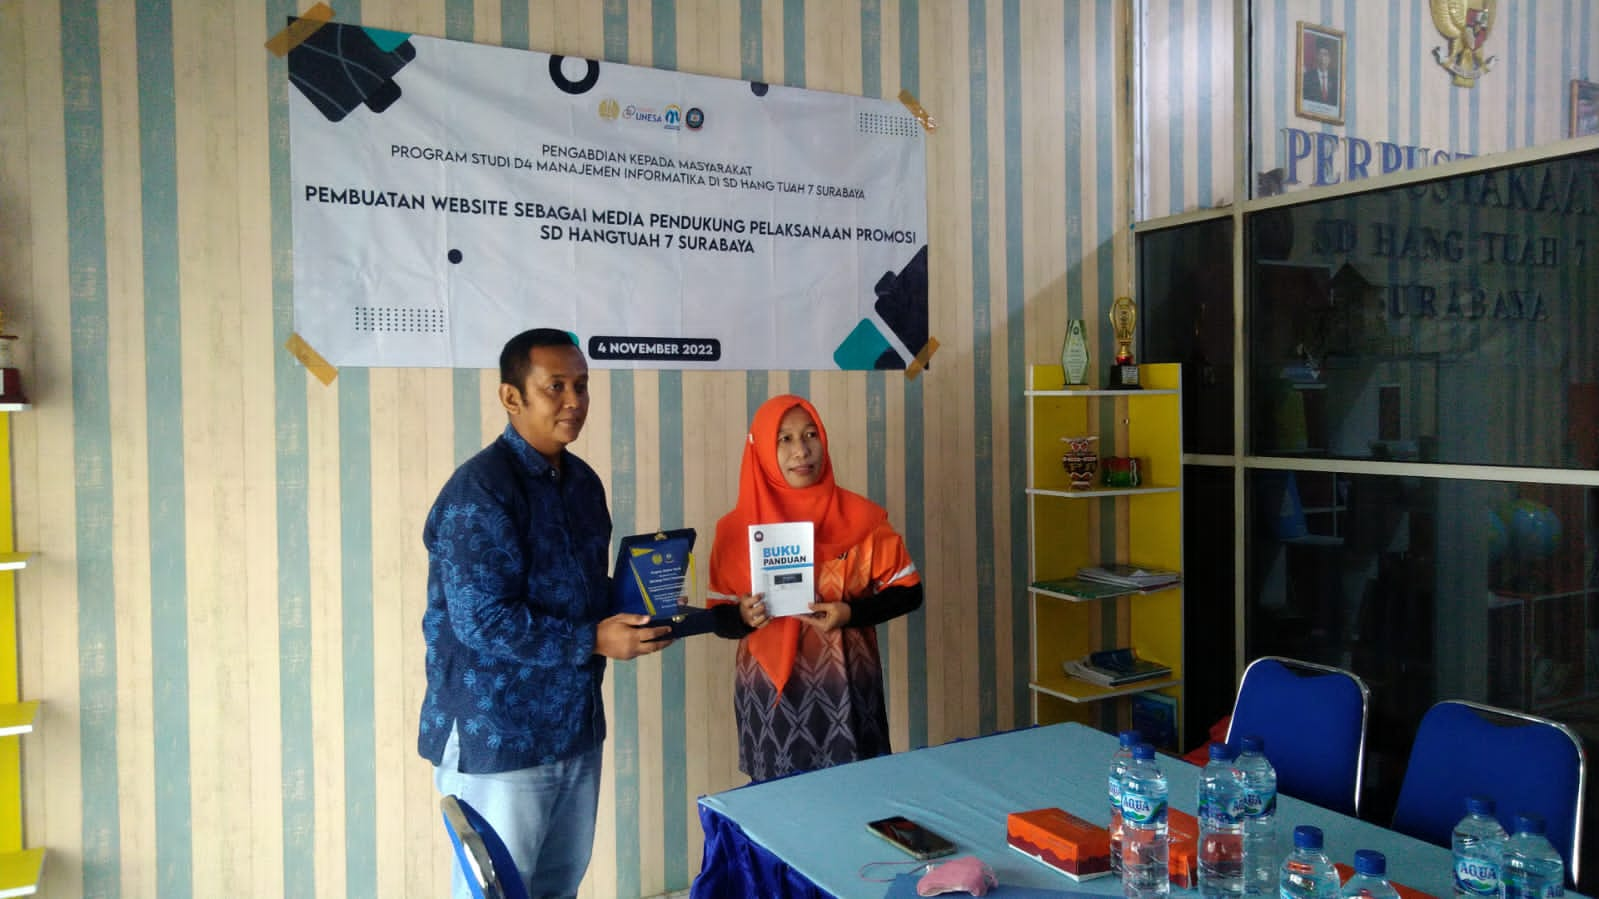 UNESA
PENGABDIAN KEPADA MASYARAKAT
PROGRAM STUDI D4 MANAJEMEN INFORMATIKA DI SD HANG TUAH 7 SURABAYA
PEMBUATAN WEBSITE SEBAGAI MEDIA PENDUKUNG PELAKSANAAN PROMOSI
SD HANGTUAH 7 SURABAYA
4 NOVEMBER 2022
PERPUSTAKAAN
SD HANG TUAH 7
SURABAYA
BUKU
PANDUAN
AQUA
AQUA
AQUA